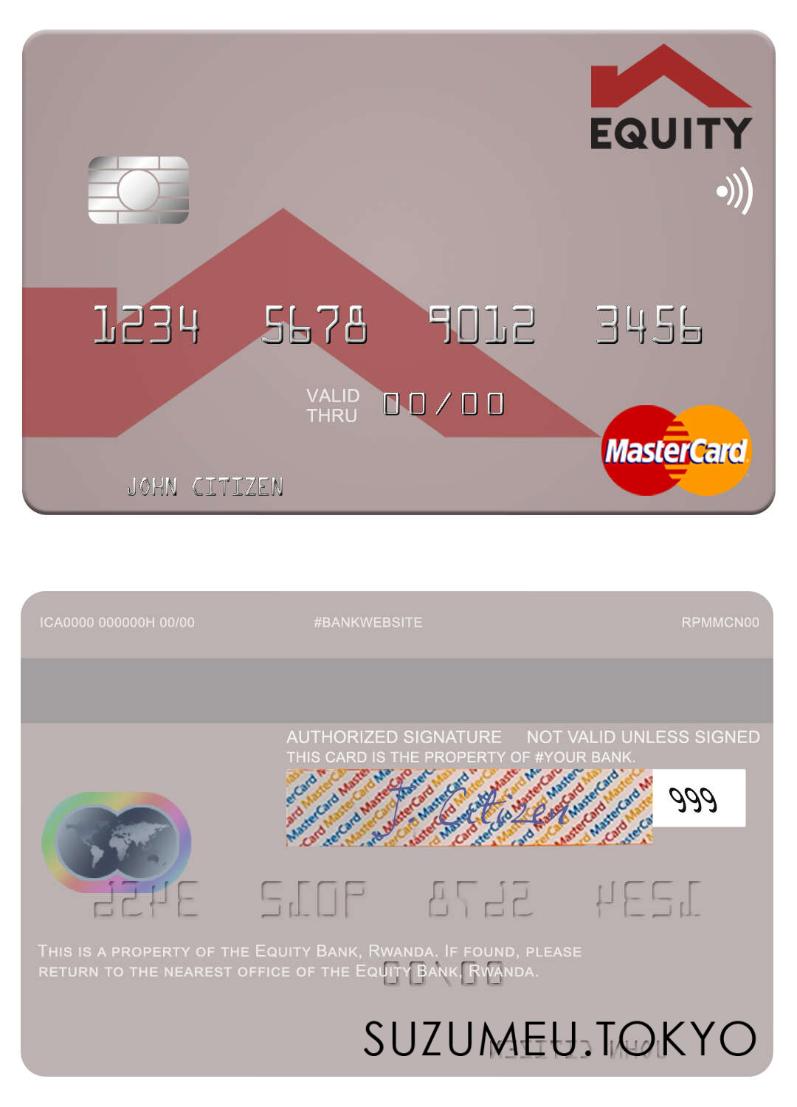 EQUITY
1234 5678 9012 3456
VALID
THRU
00/00
MasterCard
JOHN CITIZEN
ICA0000 000000H 00/00 #BANKWEBSITE RPMMCN00
AUTHORIZED SIGNATURE NOT VALID UNLESS SIGNED
THIS CARD IS THE PROPERTY OF #YOUR BANK.
J. Citizen
999
THIS IS A PROPERTY OF THE EQUITY BANK, RWANDA. IF FOUND, PLEASE
RETURN TO THE NEAREST OFFICE OF THE EQUITY BANK, RWANDA.
SUZUMEU.TOKYO